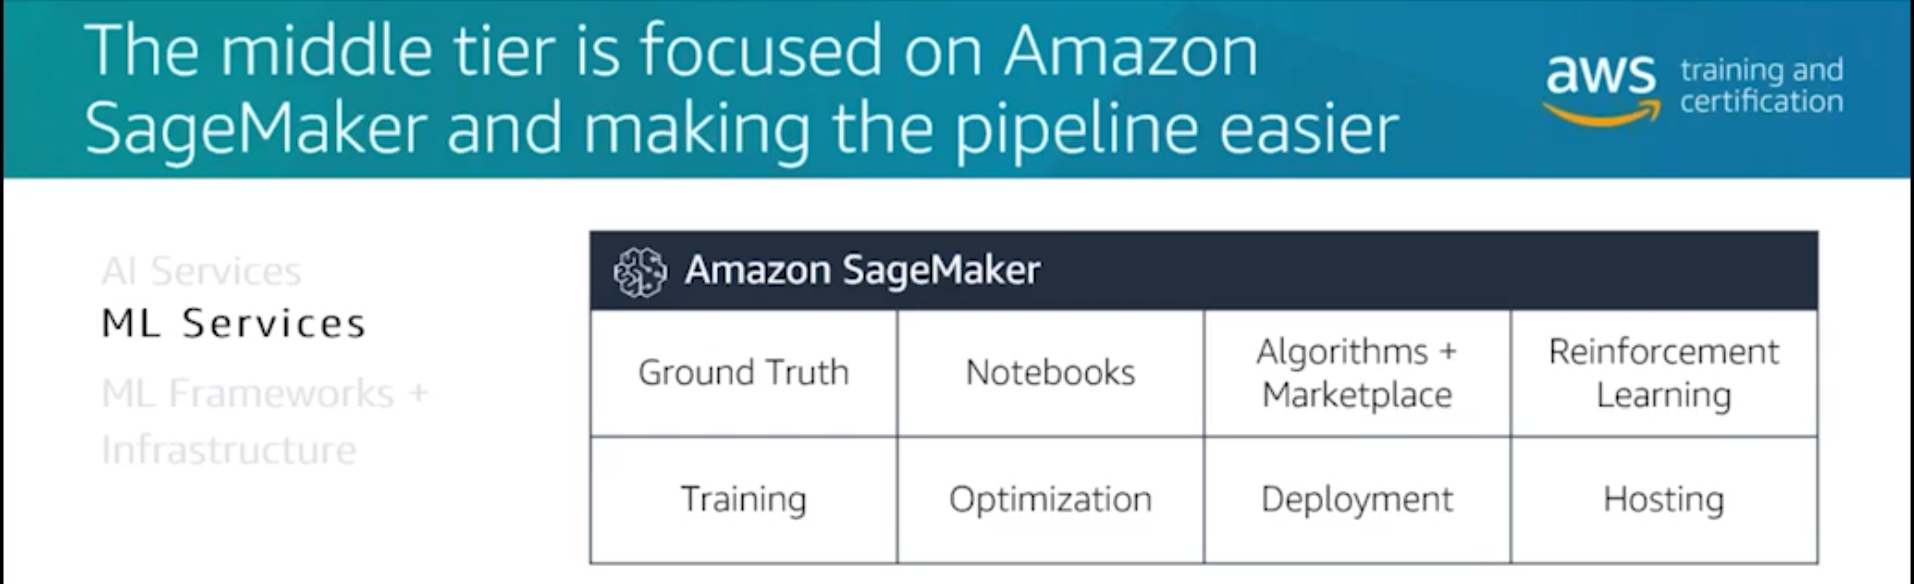 The middle tier is focused on Amazon
SageMaker and making the pipeline easier
aws training and
certification
AI Services
ML Services
ML Frameworks +
Infrastructure
Amazon SageMaker
Ground Truth
Notebooks
Algorithms +
Marketplace
Reinforcement
Learning
Training
Optimization
Deployment
Hosting